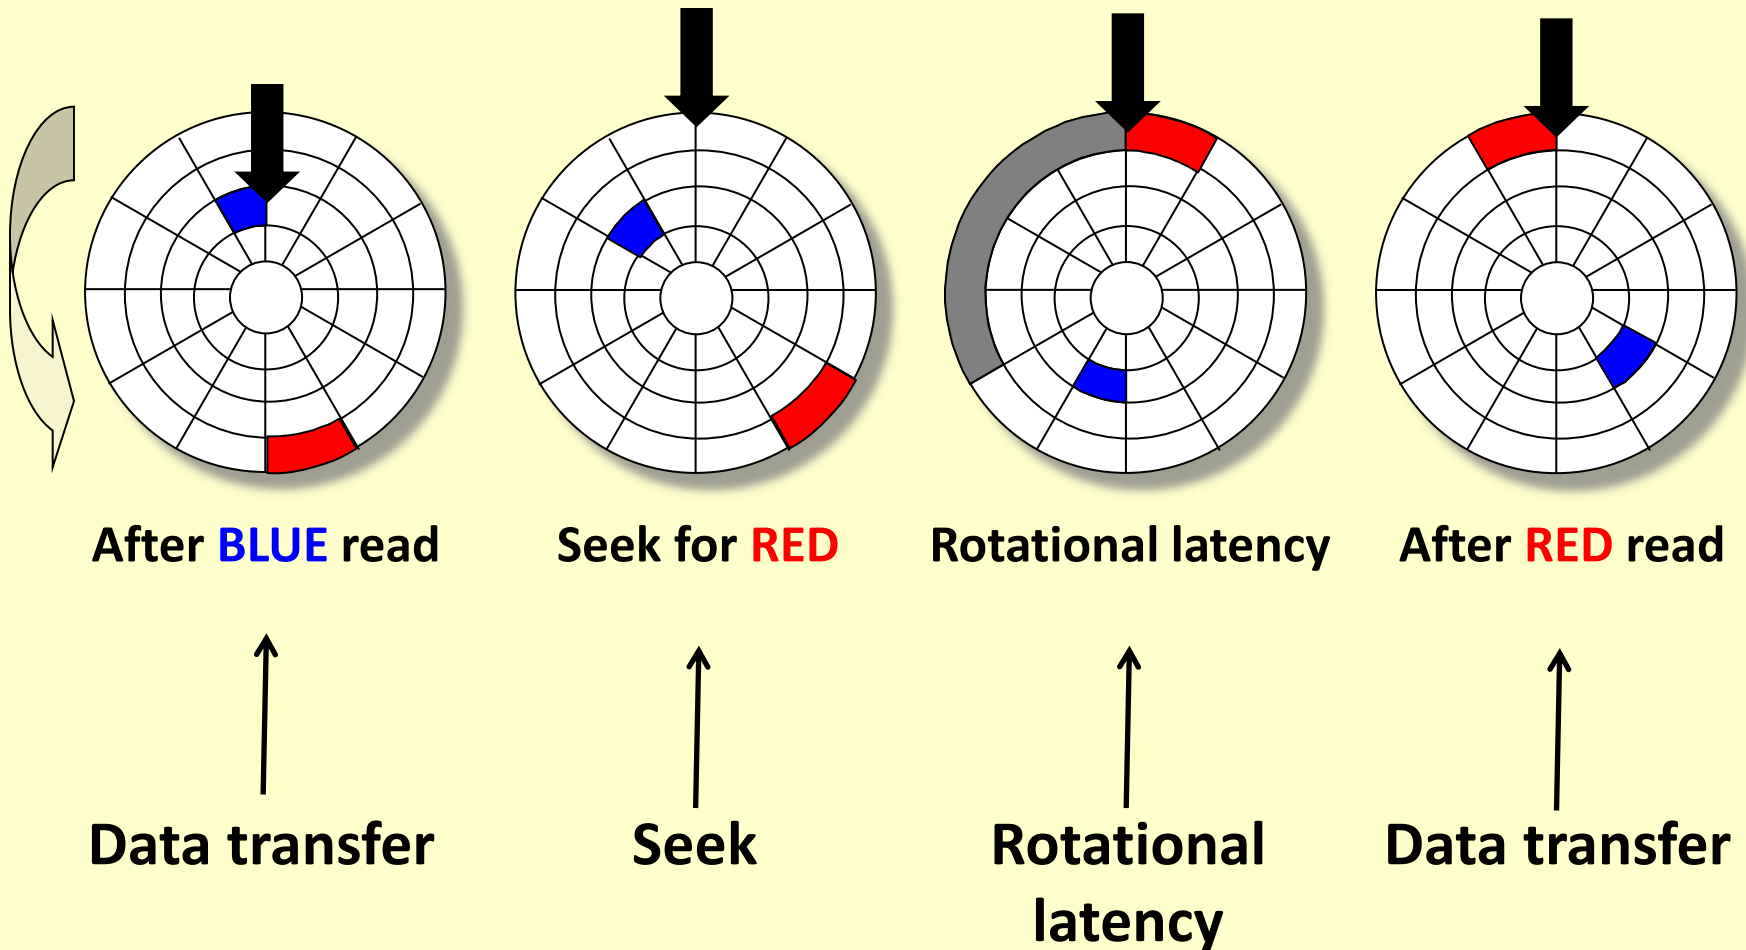 After BLUE read
Seek for RED
Rotational latency
After RED read
Data transfer
Seek
Rotational
latency
Data transfer